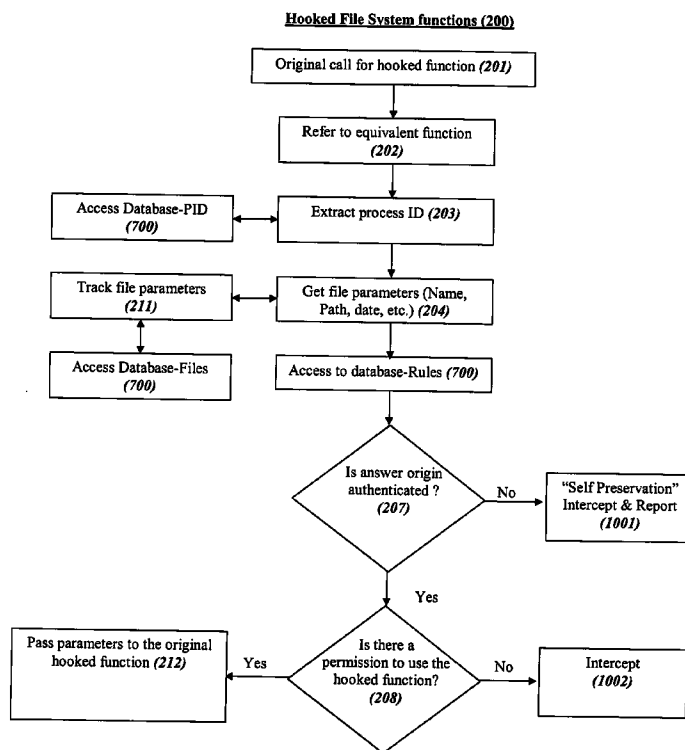 Hooked File System functions (200)
Original call for hooked function (201)
Refer to equivalent function
(202)
Access Database-PID
(700)
Extract process ID (203)
Track file parameters
(211)
Get file parameters (Name,
Path, date, etc.) (204)
Access Database-Files
(700)
Access to database-Rules (700)
Is answer origin
authenticated ?
(207)
No
“Self Preservation”
Intercept & Report
(1001)
Yes
Pass parameters to the original
hooked function (212)
Yes
Is there a
permission to use the
hooked function?
(208)
No
Intercept
(1002)